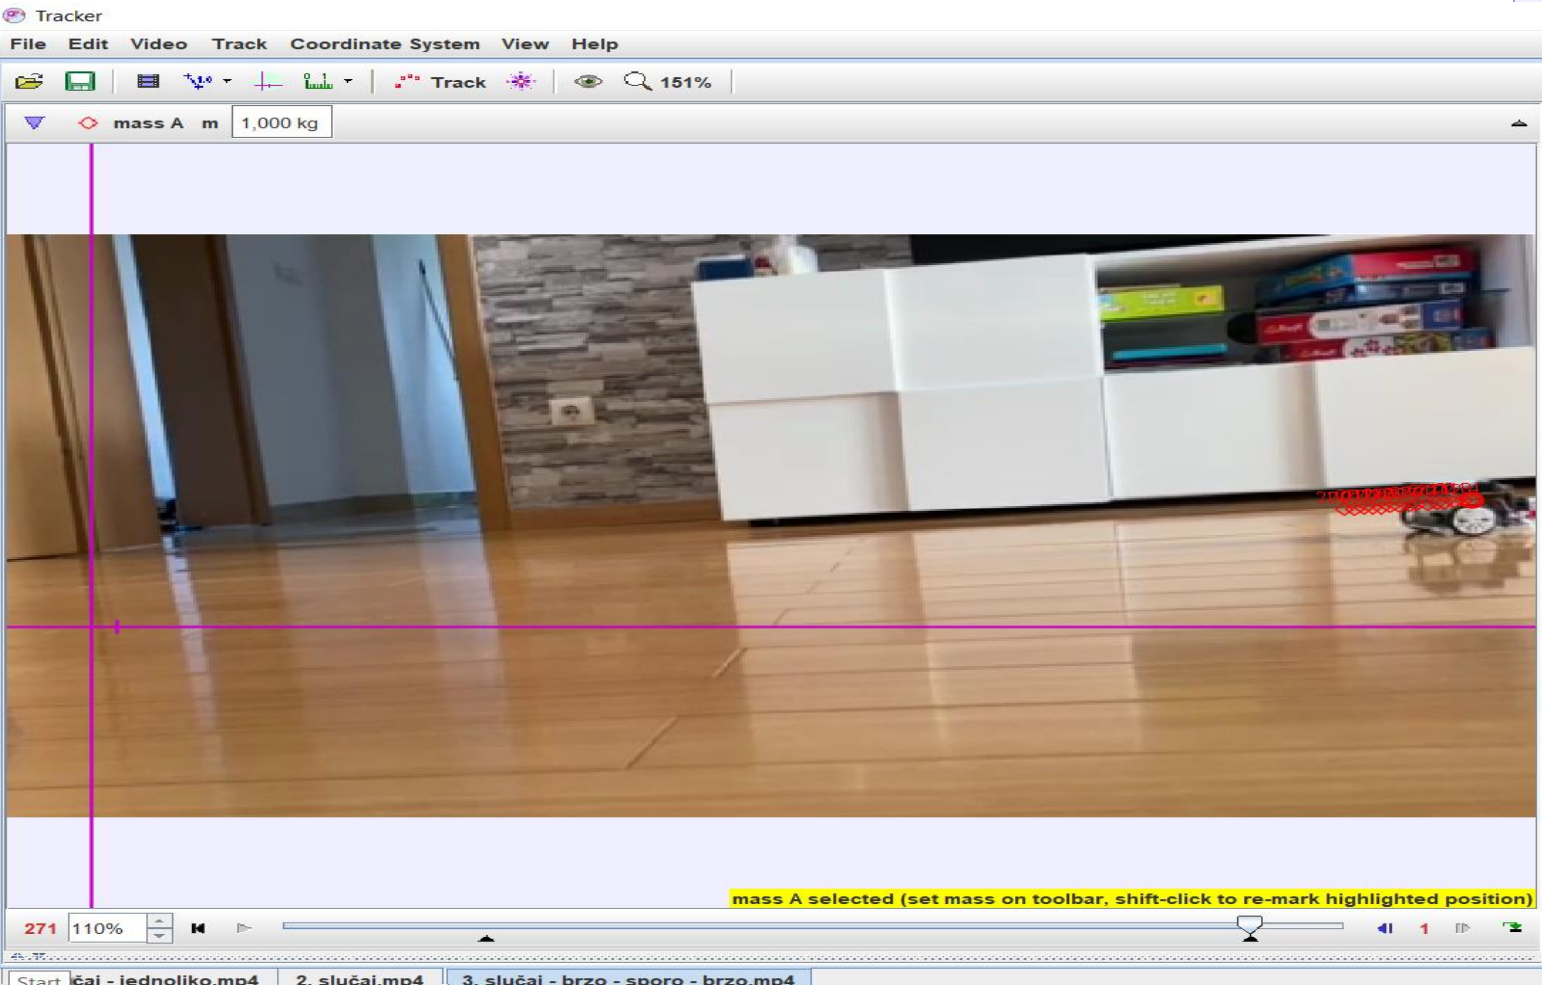 Tracker
File Edit Video Track Coordinate System View Help
Track 151%
mass A m 1,000 kg
mass A selected (set mass on toolbar, shift-click to re-mark highlighted position)
271 110% 1
Start čaj - jednoliko.mp4 2. slučaj.mp4 3. slučaj - brzo - sporo - brzo.mp4